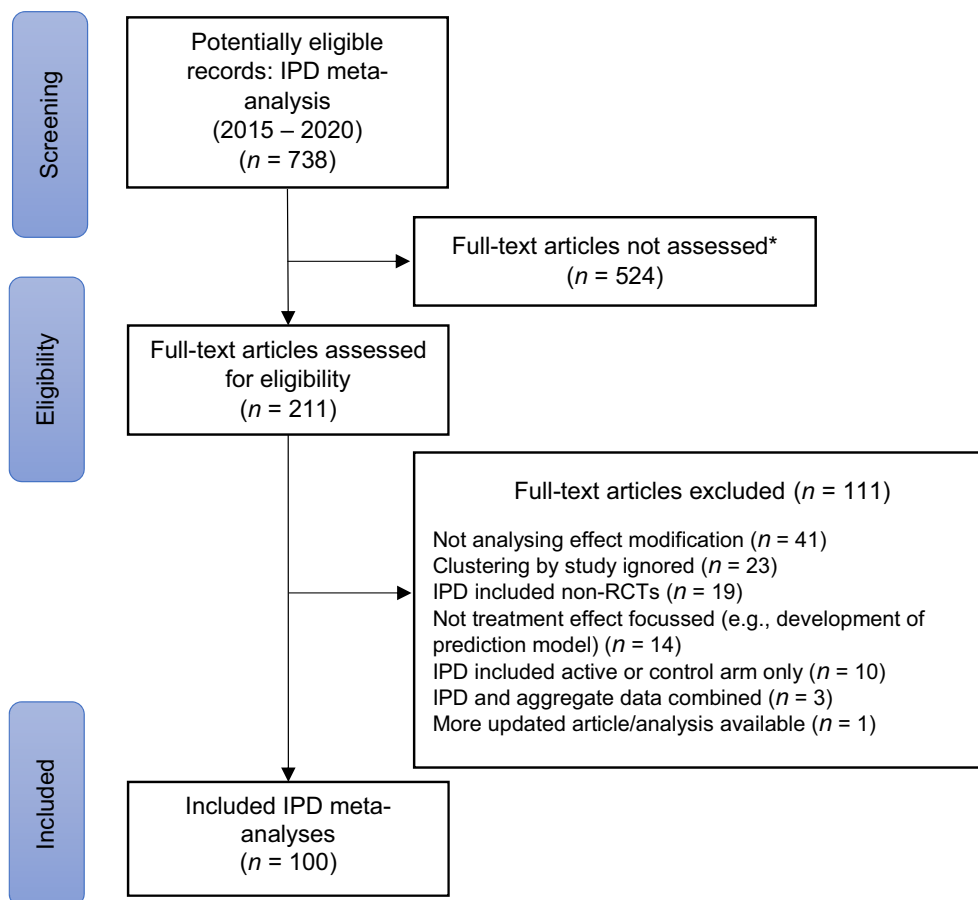 Screening
Potentially eligible
records: IPD meta-
analysis
(2015 – 2020)
(n = 738)
Full-text articles not assessed*
(n = 524)
Eligibility
Full-text articles assessed
for eligibility
(n = 211)
Full-text articles excluded (n = 111)
Not analysing effect modification (n = 41)
Clustering by study ignored (n = 23)
IPD included non-RCTs (n = 19)
Not treatment effect focussed (e.g., development of
prediction model) (n = 14)
IPD included active or control arm only (n = 10)
IPD and aggregate data combined (n = 3)
More updated article/analysis available (n = 1)
Included
Included IPD meta-
analyses
(n = 100)